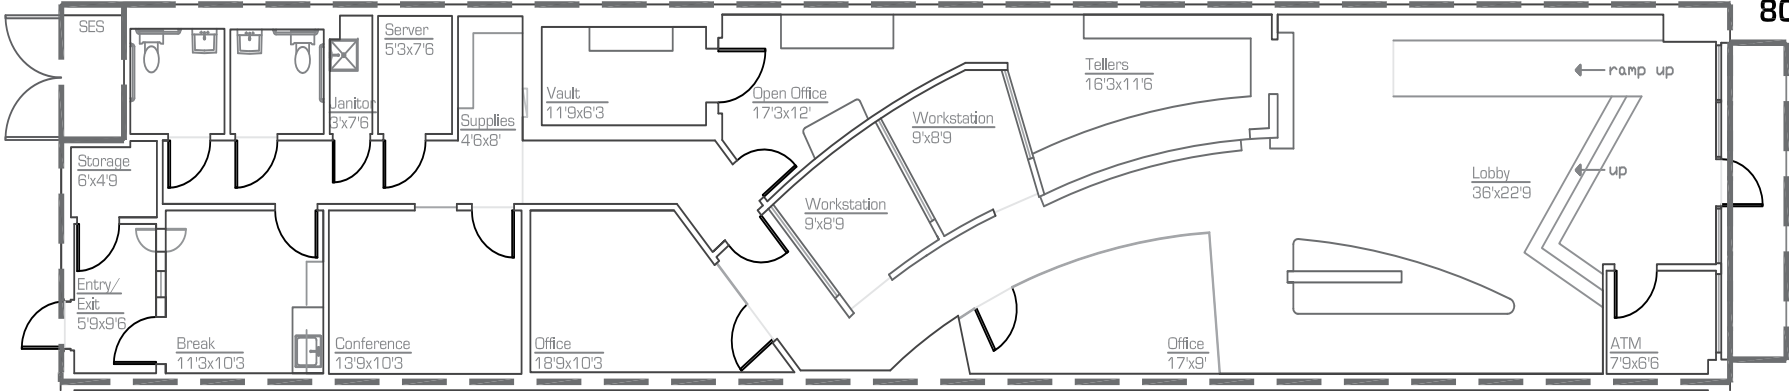 80
SES
Server
5'3x7'6
Janitor
3'x7'6
Supplies
4'6x8'
Vault
11'9x6'3
Open Office
17'3x12'
Tellers
16'3x11'6
ramp up
Workstation
9'x8'9
Storage
6'x4'9
Workstation
9'x8'9
Lobby
36'x22'9
up
Entry/
Exit
5'9x9'6
Break
11'3x10'3
Conference
13'9x10'3
Office
18'9x10'3
Office
17'x9'
ATM
7'9x6'6